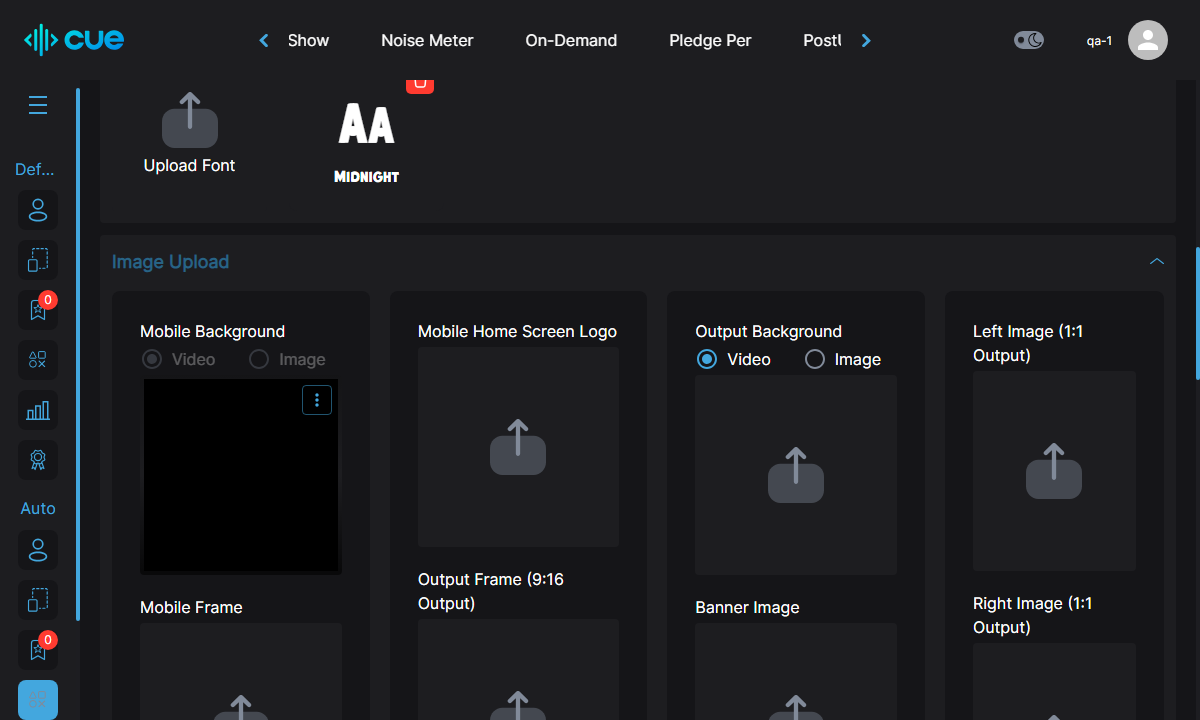 cue
Show
Noise Meter
On-Demand
Pledge Per
qa-1
Def...
0
Auto
0
Upload Font
AA
MIDNIGHT
Image Upload
Mobile Background
Video
Image
Mobile Home Screen Logo
Output Background
Video
Image
Left Image (1:1
Output)
Mobile Frame
Output Frame (9:16
Output)
Banner Image
Right Image (1:1
Output)